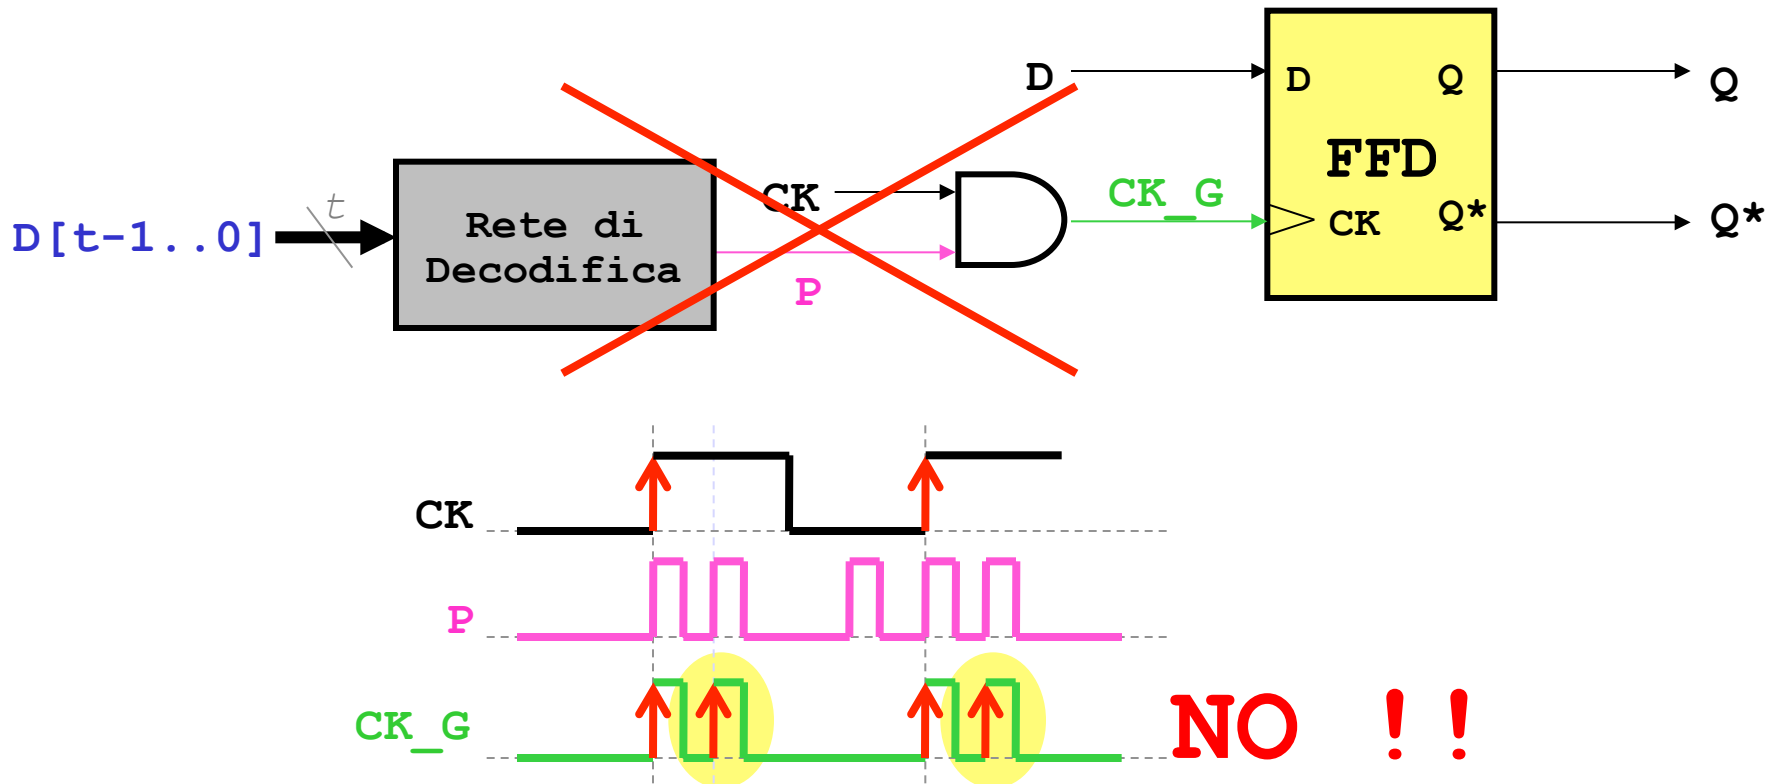 D
D
Q
Q
FFD
CK
CK_G
CK
Q*
Q*
t
D[t-1..0]
Rete di
Decodifica
P
CK
P
CK_G
NO !!